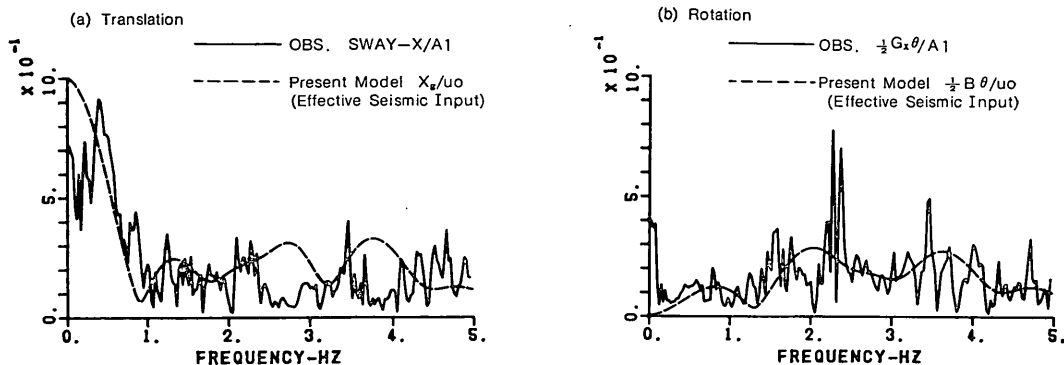 (a) Translation
OBS. SWAY-X/A1
Present Model Xg/uo
(Effective Seismic Input)
X 10⁻¹
10.
5.
0
0. 1. 2. 3. 4. 5.
FREQUENCY-HZ
(b) Rotation
OBS. ½Gxθ/A1
Present Model ½Bθ/uo
(Effective Seismic Input)
X 10⁻¹
10.
5.
0
0. 1. 2. 3. 4. 5.
FREQUENCY-HZ